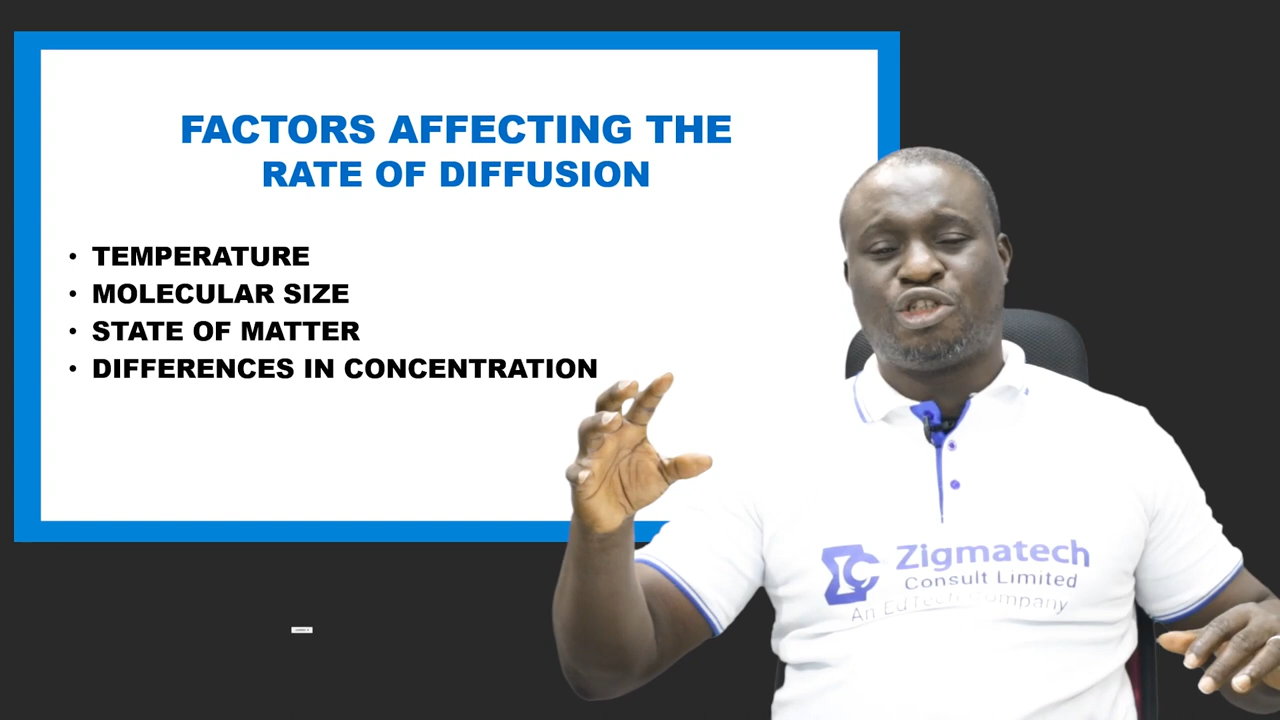 FACTORS AFFECTING THE
RATE OF DIFFUSION
• TEMPERATURE
• MOLECULAR SIZE
• STATE OF MATTER
• DIFFERENCES IN CONCENTRATION
Zigmatech
Consult Limited
An EdTech Company